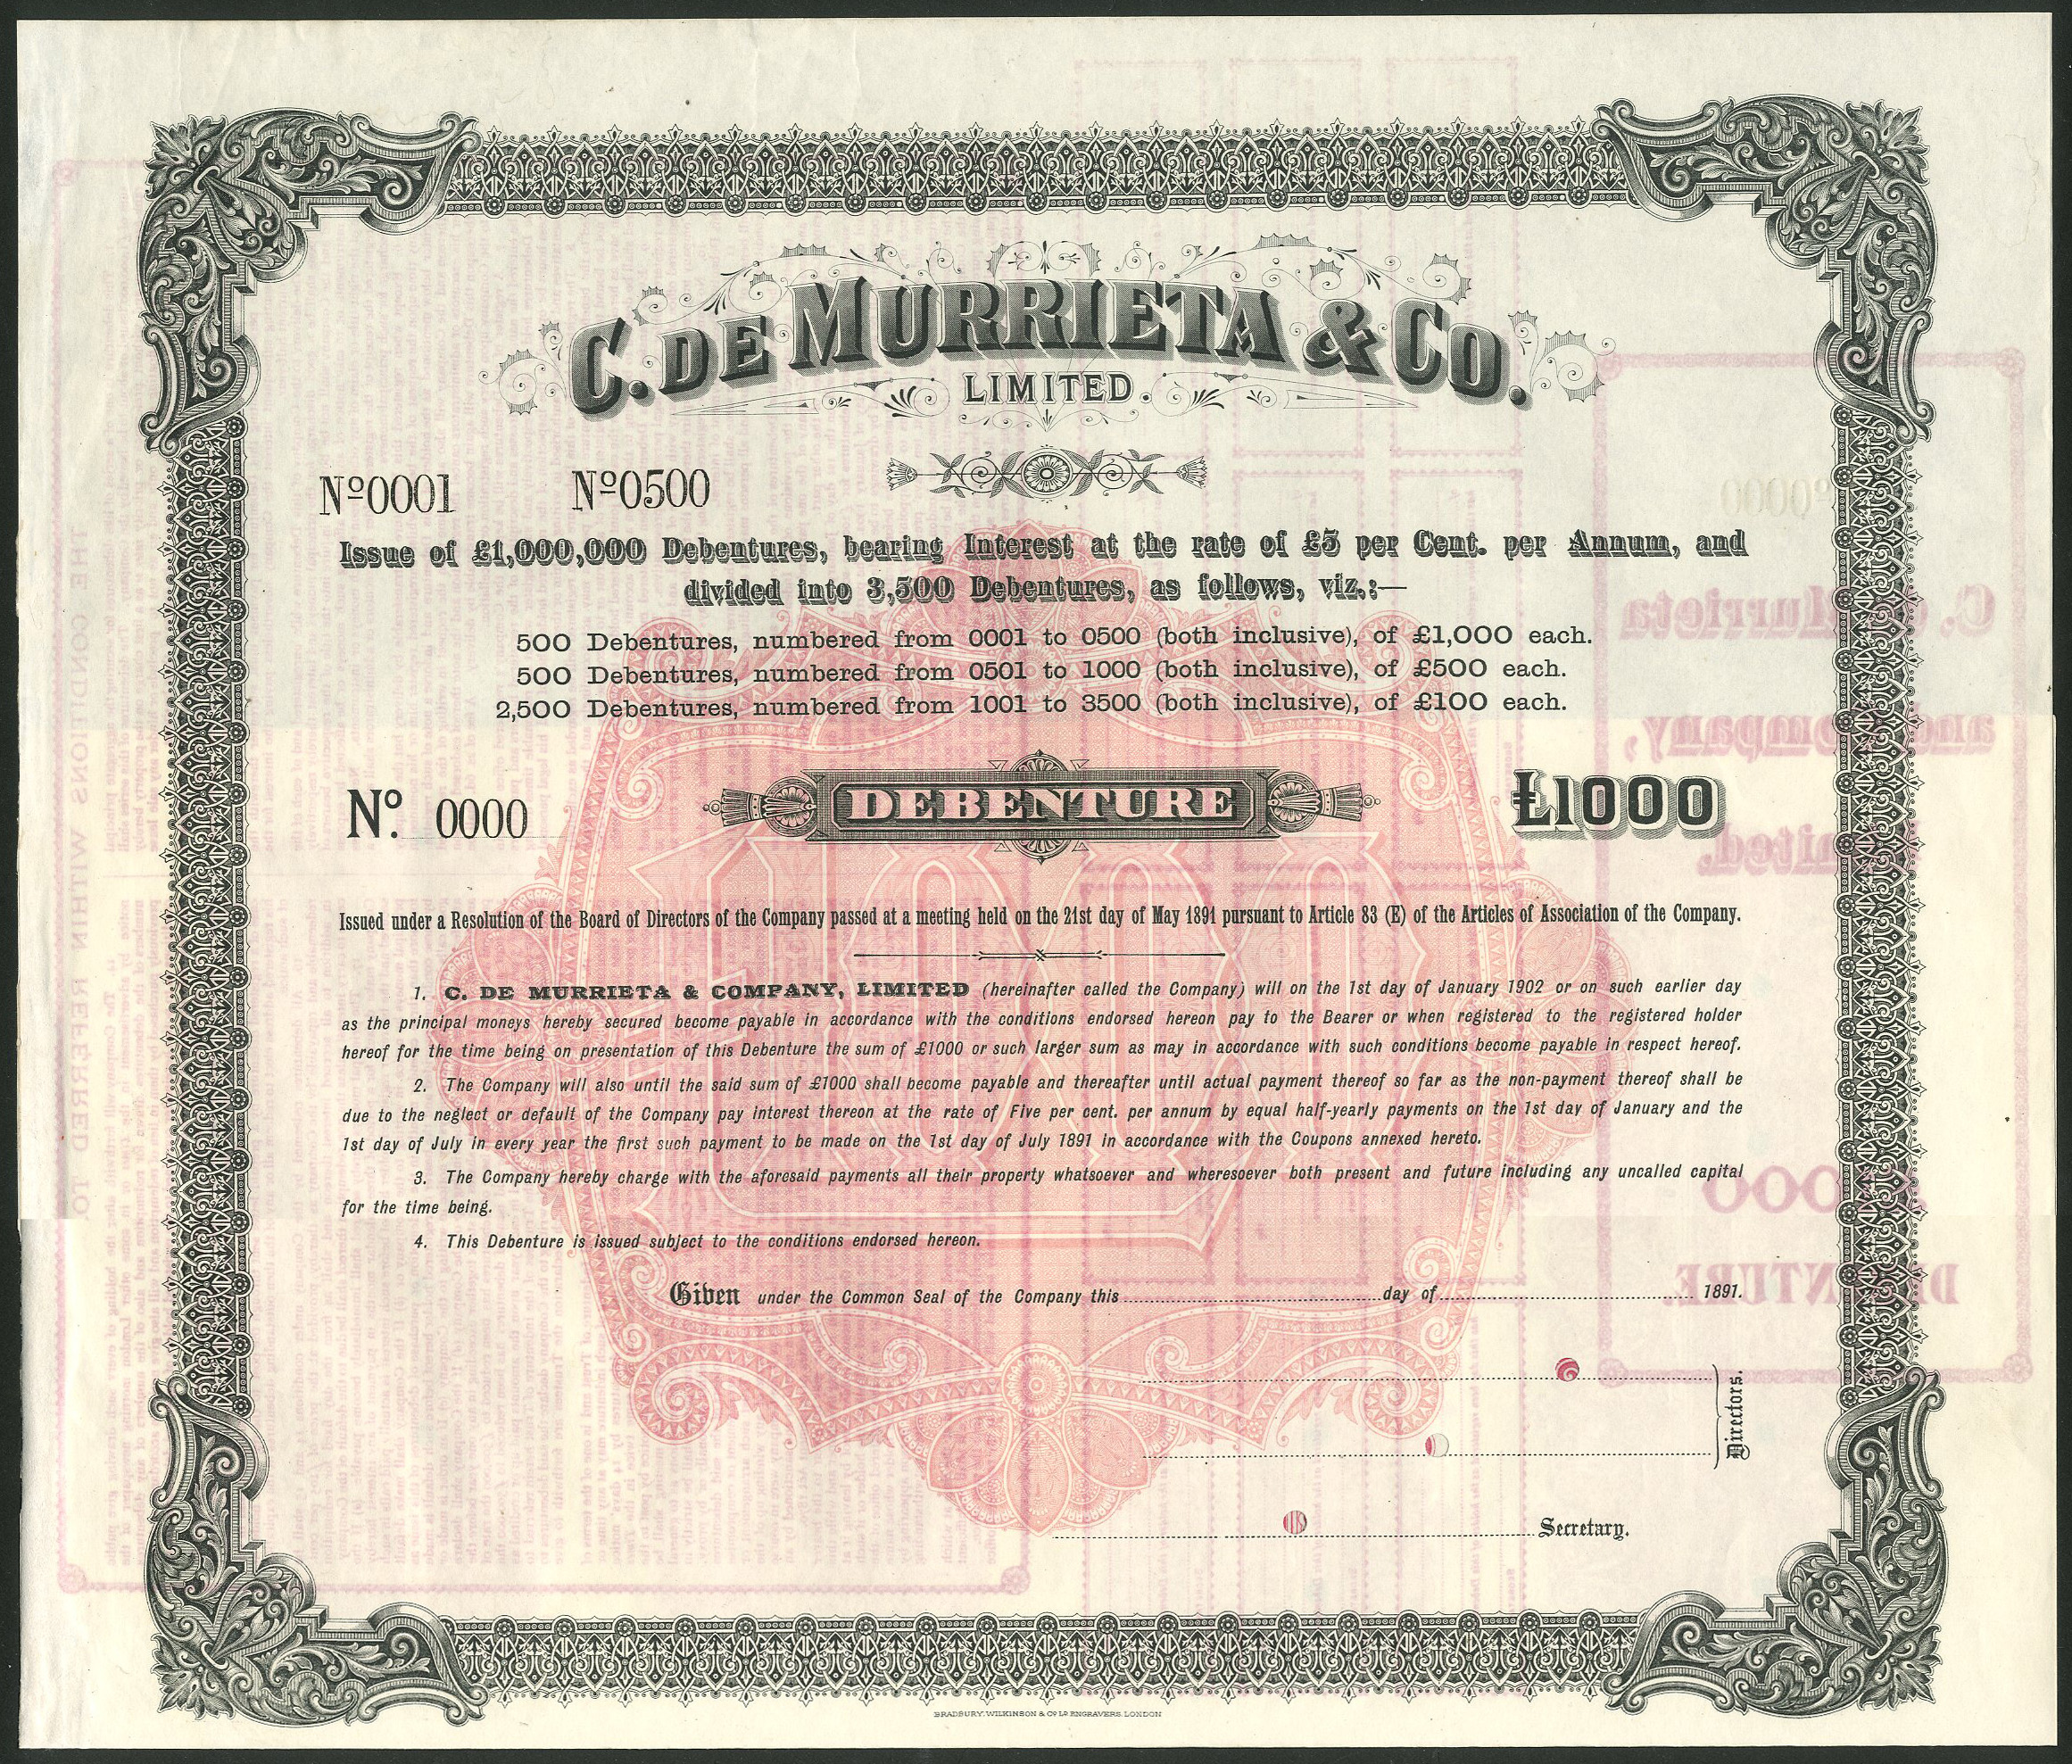 C. DE MURRIETA & CO.
LIMITED.
Nº0001 Nº0500
Issue of £1,000,000 Debentures, bearing Interest at the rate of £5 per Cent. per Annum, and
divided into 3,500 Debentures, as follows, viz.:—
500 Debentures, numbered from 0001 to 0500 (both inclusive), of £1,000 each.
500 Debentures, numbered from 0501 to 1000 (both inclusive), of £500 each.
2,500 Debentures, numbered from 1001 to 3500 (both inclusive), of £100 each.
Nº. 0000 DEBENTURE £1000
Issued under a Resolution of the Board of Directors of the Company passed at a meeting held on the 21st day of May 1891 pursuant to Article 83 (E) of the Articles of Association of the Company.
1. C. DE MURRIETA & COMPANY, LIMITED (hereinafter called the Company) will on the 1st day of January 1902 or on such earlier day
as the principal moneys hereby secured become payable in accordance with the conditions endorsed hereon pay to the Bearer or when registered to the registered holder
hereof for the time being on presentation of this Debenture the sum of £1000 or such larger sum as may in accordance with such conditions become payable in respect hereof.
2. The Company will also until the said sum of £1000 shall become payable and thereafter until actual payment thereof so far as the non-payment thereof shall be
due to the neglect or default of the Company pay interest thereon at the rate of Five per cent. per annum by equal half-yearly payments on the 1st day of January and the
1st day of July in every year the first such payment to be made on the 1st day of July 1891 in accordance with the Coupons annexed hereto.
3. The Company hereby charge with the aforesaid payments all their property whatsoever and wheresoever both present and future including any uncalled capital
for the time being.
4. This Debenture is issued subject to the conditions endorsed hereon.
1000
Given under the Common Seal of the Company this day of 1891.
Directors.
Secretary.
BRADBURY, WILKINSON & Cº Lᴰ ENGRAVERS, LONDON